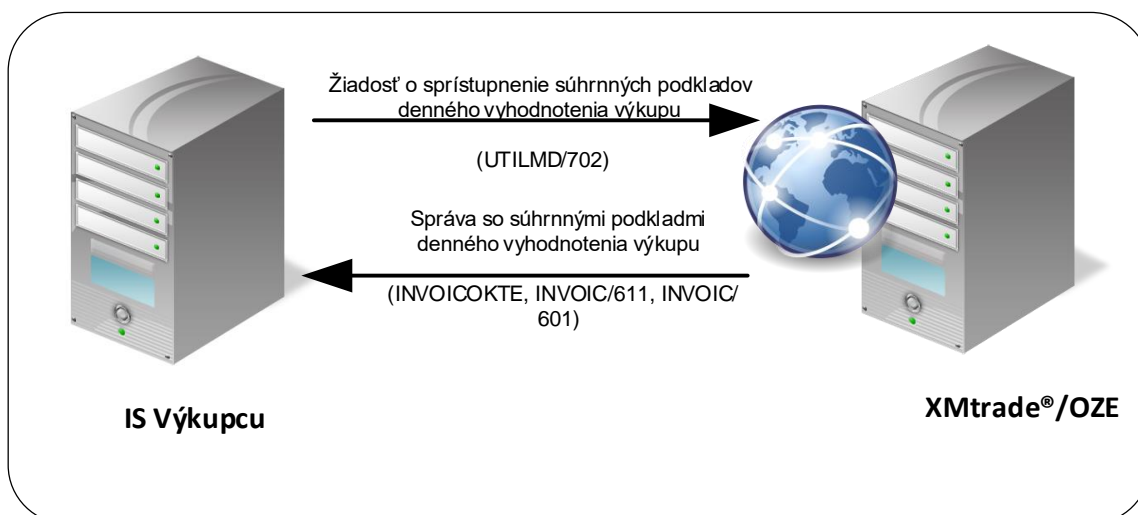 Žiadosť o sprístupnenie súhrnných podkladov
denného vyhodnotenia výkupu
(UTILMD/702)
Správa so súhrnnými podkladmi
denného vyhodnotenia výkupu
(INVOICOKTE, INVOIC/611, INVOIC/
601)
IS Výkupcu
XMtrade®/OZE